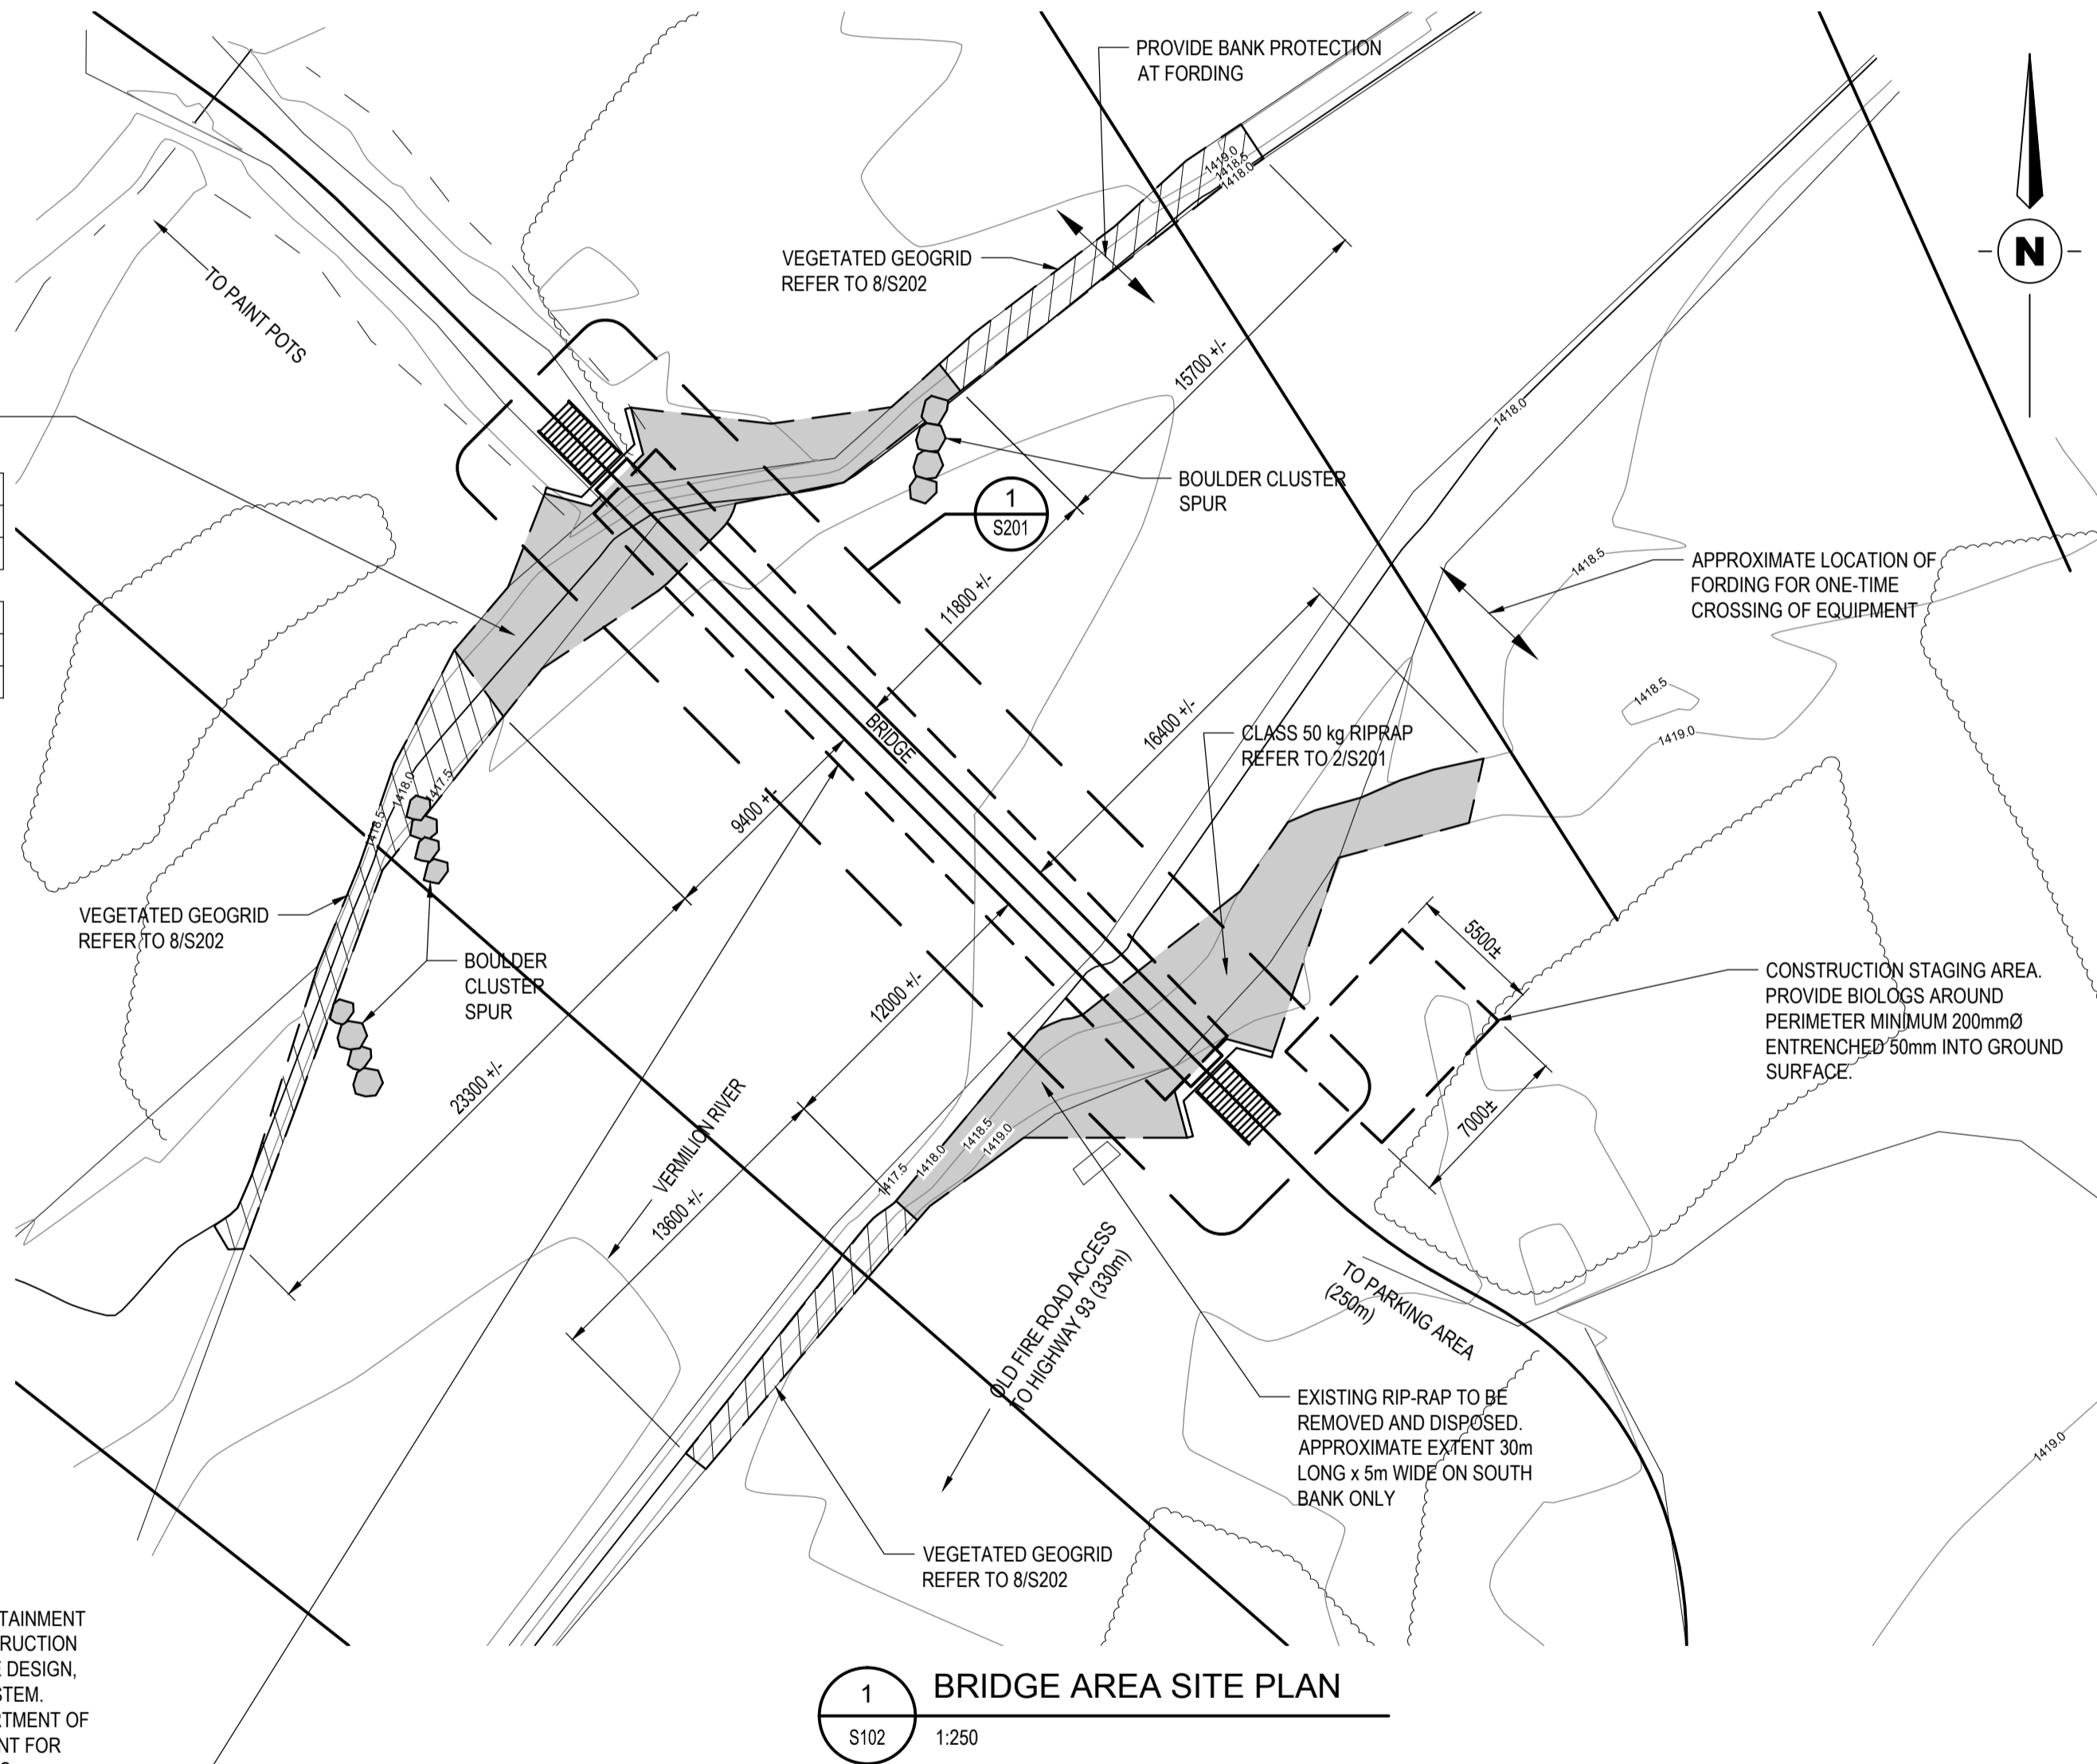 PROVIDE BANK PROTECTION
AT FORDING
N
1419.0
1418.5
1418.0
VEGETATED GEOGRID
REFER TO 8/S202
TO PAINT POTS
15700 +/-
1418.0
BOULDER CLUSTER
SPUR
1
S201
1418.5
APPROXIMATE LOCATION OF
FORDING FOR ONE-TIME
CROSSING OF EQUIPMENT
11800 +/-
1418.5
1419.0
BRIDGE
16400 +/-
CLASS 50 kg RIPRAP
REFER TO 2/S201
1418.5
1418.0
1417.5
9400 +/-
VEGETATED GEOGRID
REFER TO 8/S202
BOULDER
CLUSTER
SPUR
5500±
CONSTRUCTION STAGING AREA.
PROVIDE BIOLOGS AROUND
PERIMETER MINIMUM 200mmØ
ENTRENCHED 50mm INTO GROUND
SURFACE.
12000 +/-
23300 +/-
7000±
VERMILION RIVER
1417.5
1418.0
1418.5
1419.0
13600 +/-
OLD FIRE ROAD ACCESS
TO HIGHWAY 93 (330m)
TO PARKING AREA
(250m)
EXISTING RIP-RAP TO BE
REMOVED AND DISPOSED.
APPROXIMATE EXTENT 30m
LONG x 5m WIDE ON SOUTH
BANK ONLY
1419.0
VEGETATED GEOGRID
REFER TO 8/S202
TAINMENT
RUCTION
E DESIGN,
STEM.
RTMENT OF
NT FOR
1
S102
BRIDGE AREA SITE PLAN
1:250